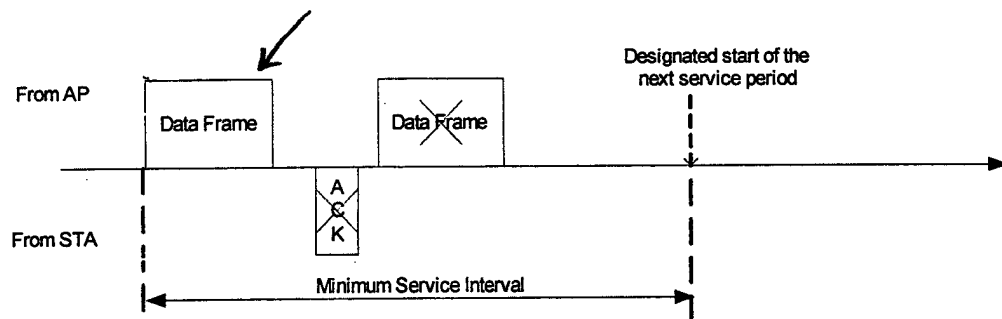 Designated start of the
next service period
From AP
Data Frame
Data Frame
A
C
K
From STA
Minimum Service Interval